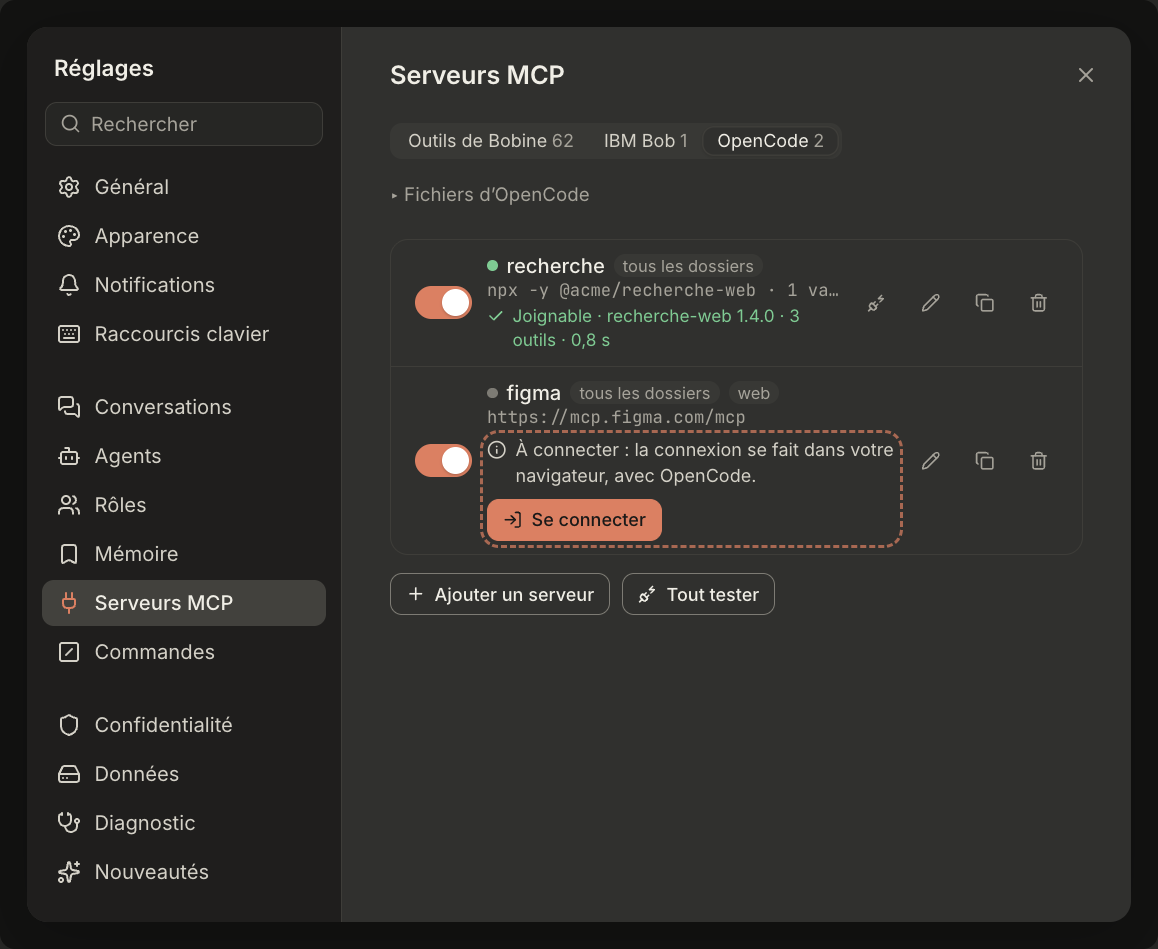 Réglages
Rechercher
Général
Apparence
Notifications
Raccourcis clavier
Conversations
Agents
Rôles
Mémoire
Serveurs MCP
Commandes
Confidentialité
Données
Diagnostic
Nouveautés
Serveurs MCP
Outils de Bobine 62 IBM Bob 1 OpenCode 2
Fichiers d’OpenCode
recherche tous les dossiers
npx -y @acme/recherche-web · 1 va…
Joignable · recherche-web 1.4.0 · 3
outils · 0,8 s
figma tous les dossiers web
https://mcp.figma.com/mcp
À connecter : la connexion se fait dans votre
navigateur, avec OpenCode.
Se connecter
Ajouter un serveur Tout tester